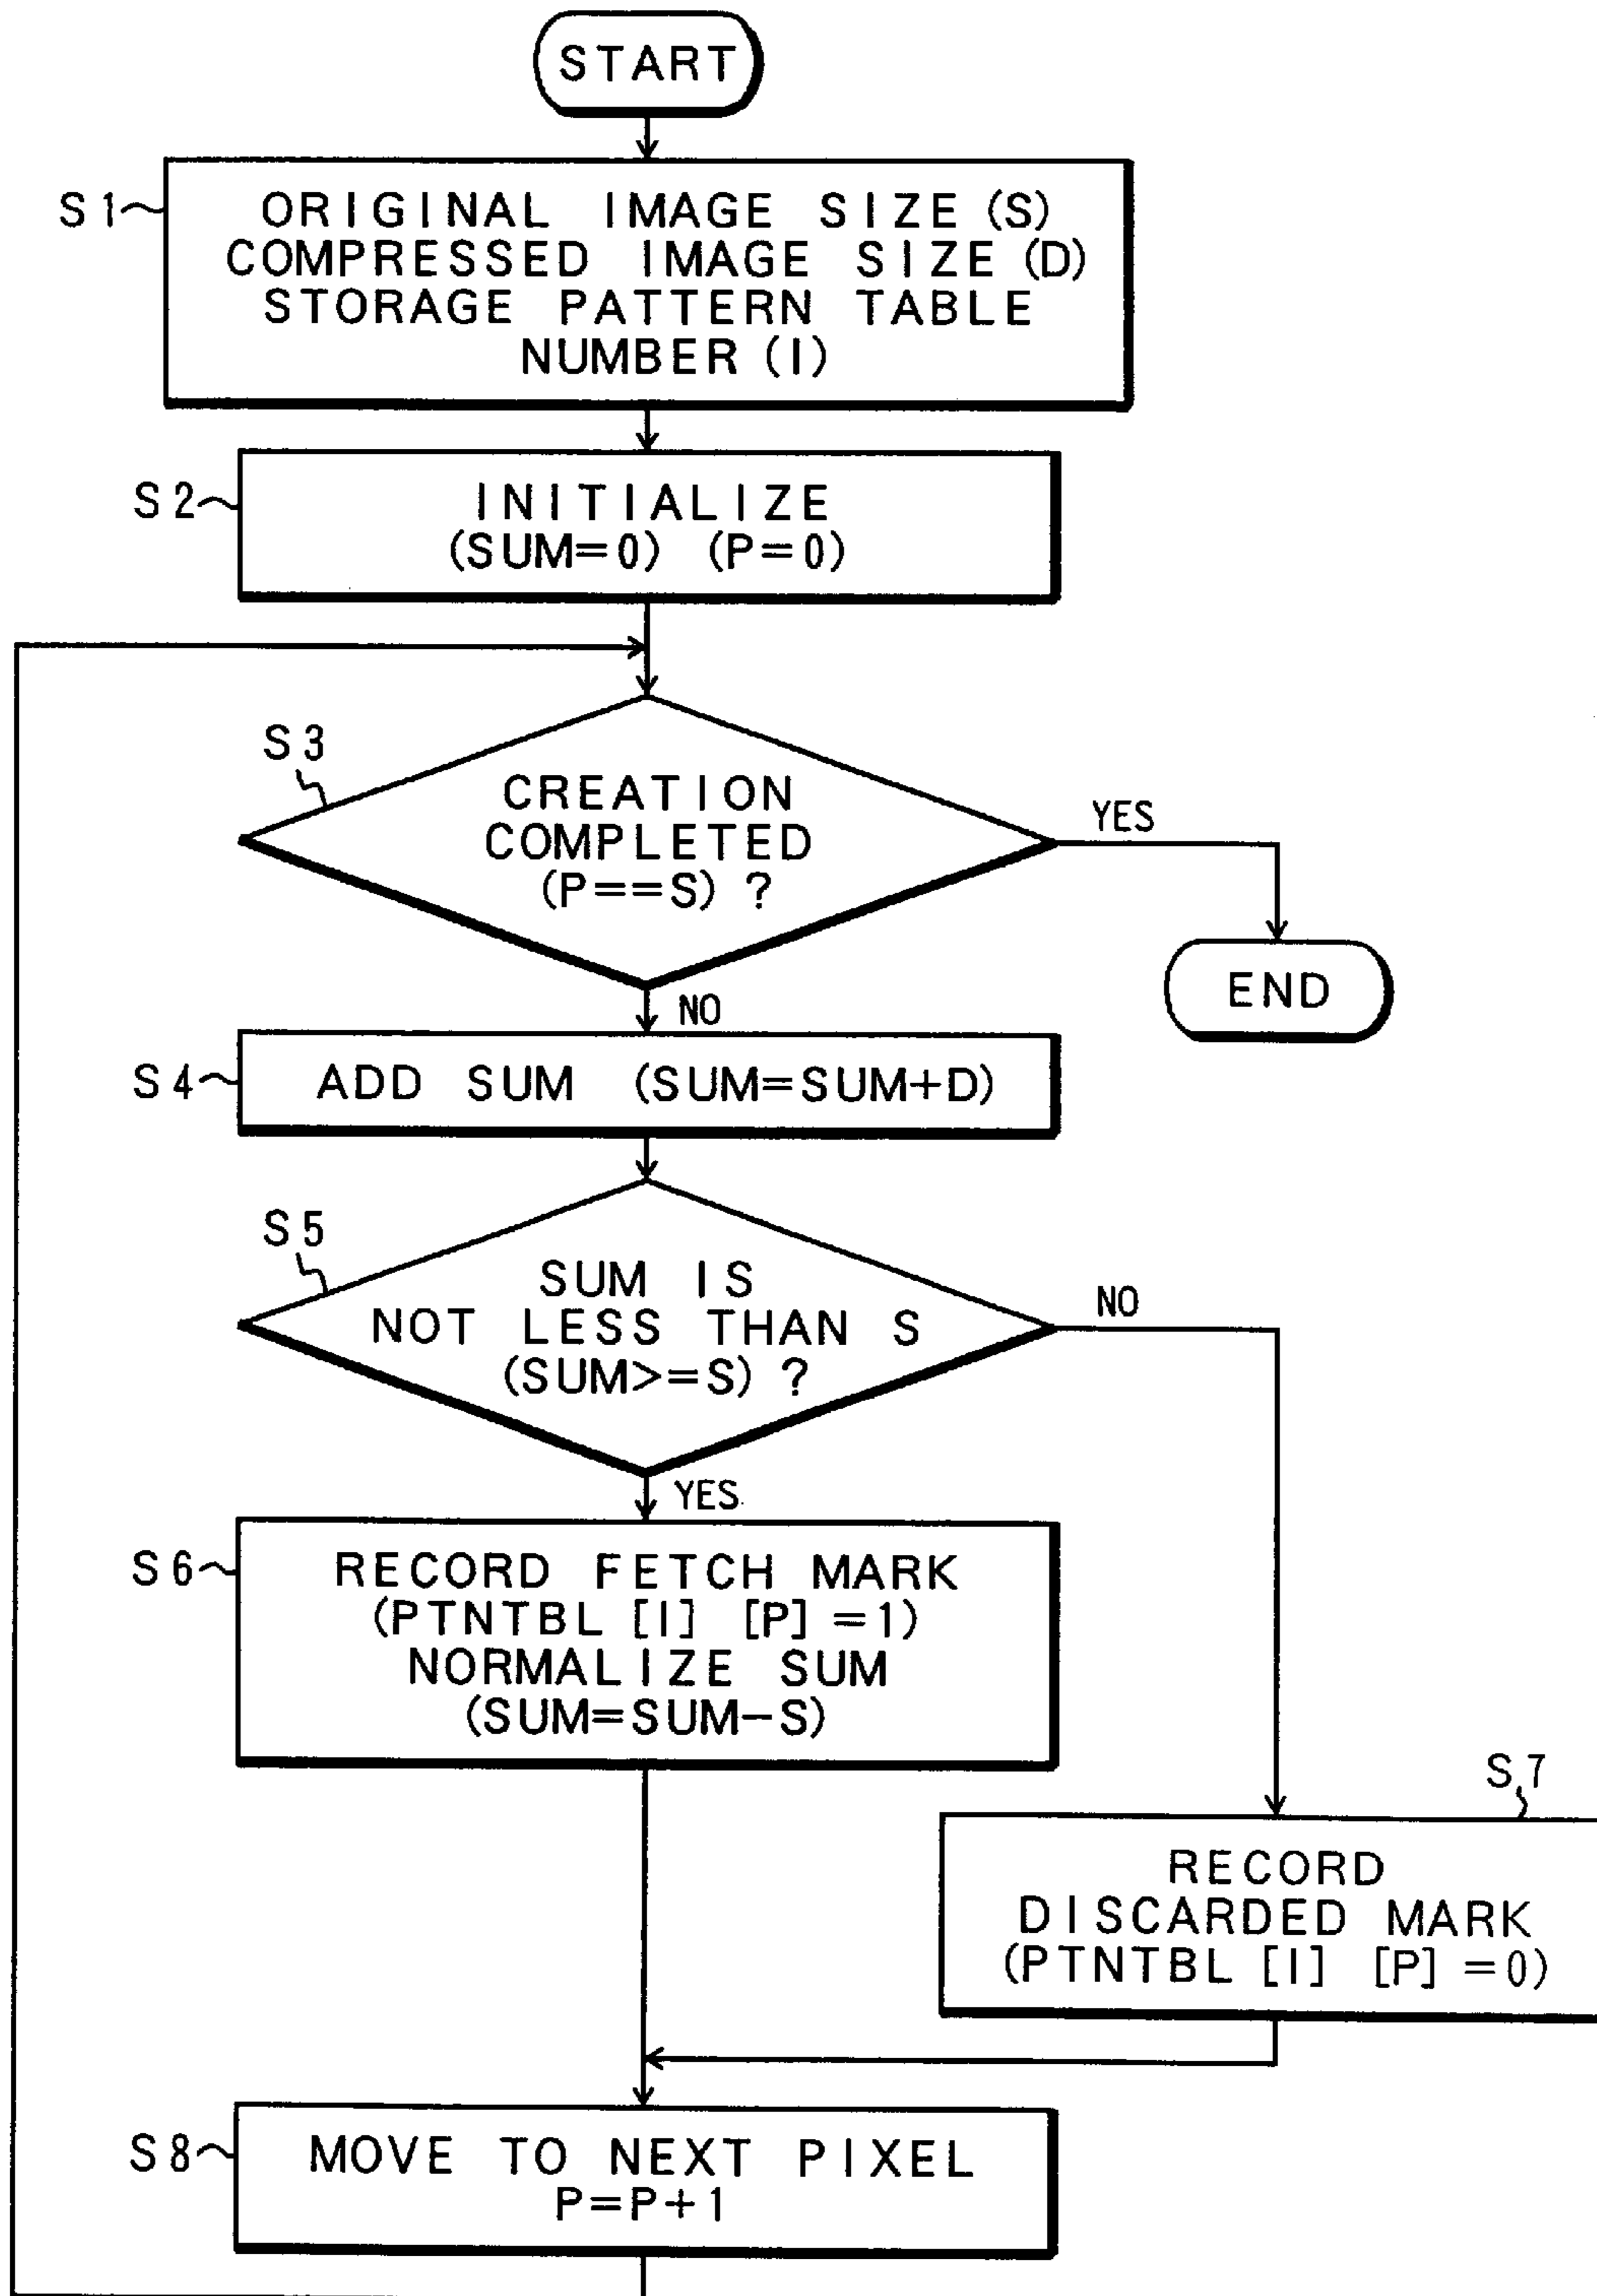 START
S1
ORIGINAL IMAGE SIZE (S)
COMPRESSED IMAGE SIZE (D)
STORAGE PATTERN TABLE
NUMBER (I)
S2
INITIALIZE
(SUM=0) (P=0)
S3
CREATION
COMPLETED
(P==S) ?
YES
END
NO
S4
ADD SUM (SUM=SUM+D)
S5
SUM IS
NOT LESS THAN S
(SUM>=S) ?
NO
YES
S6
RECORD FETCH MARK
(PTNTBL [I] [P] =1)
NORMALIZE SUM
(SUM=SUM-S)
S7
RECORD
DISCARDED MARK
(PTNTBL [I] [P] =0)
S8
MOVE TO NEXT PIXEL
P=P+1